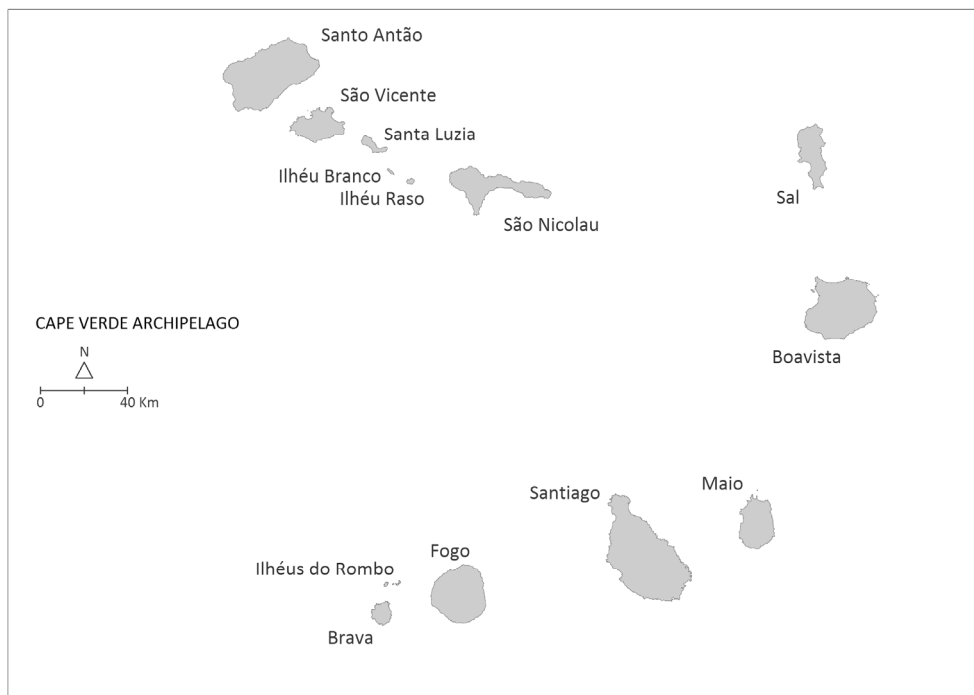 Santo Antão
São Vicente
Santa Luzia
Ilhéu Branco
Ilhéu Raso
São Nicolau
Sal
Boavista
CAPE VERDE ARCHIPELAGO
N
0 40 Km
Santiago
Maio
Fogo
Ilhéus do Rombo
Brava